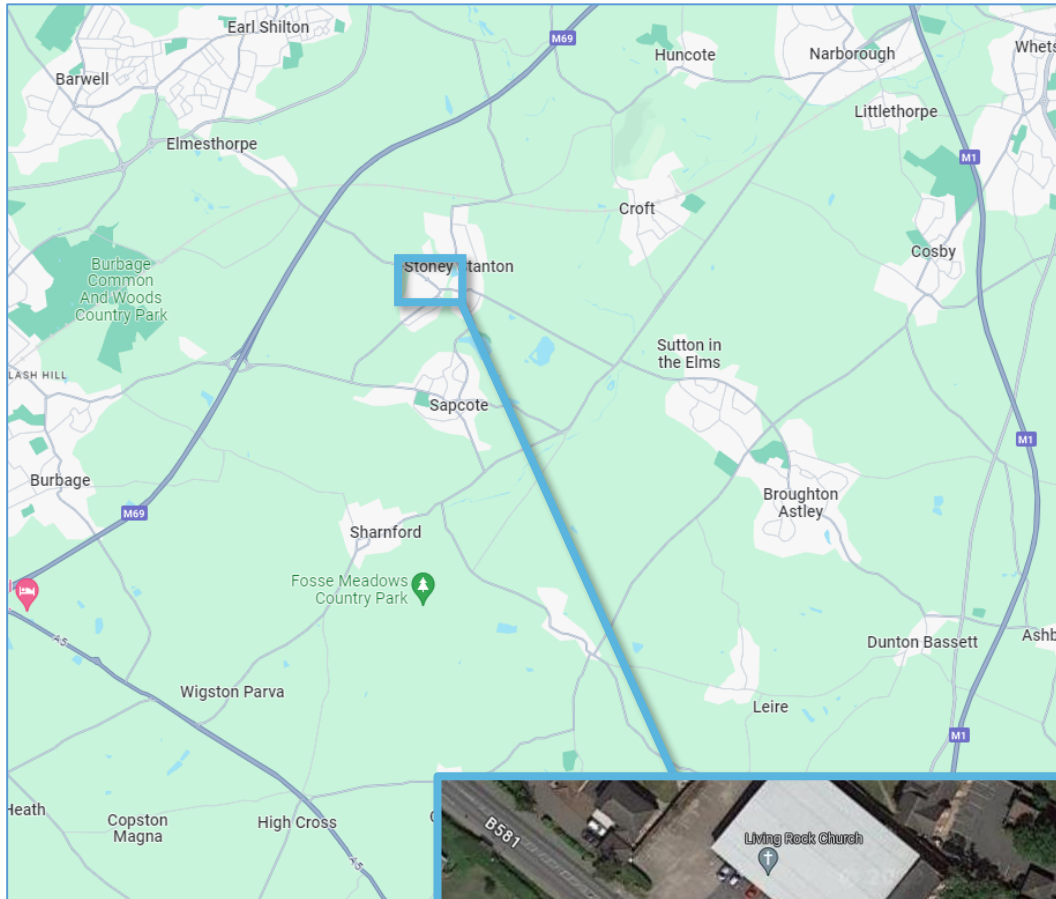 Earl Shilton
M69
Huncote
Narborough
Whets
Barwell
Littlethorpe
Elmesthorpe
M1
Croft
Burbage
Common
And Woods
Country Park
Stoney Stanton
Cosby
LASH HILL
Sutton in
the Elms
Sapcote
M1
Burbage
Broughton
Astley
M69
Sharnford
Fosse Meadows
Country Park
A5
Dunton Bassett
Ashb
Wigston Parva
Leire
M1
Heath
Copston
Magna
High Cross
A5
B581
Living Rock Church